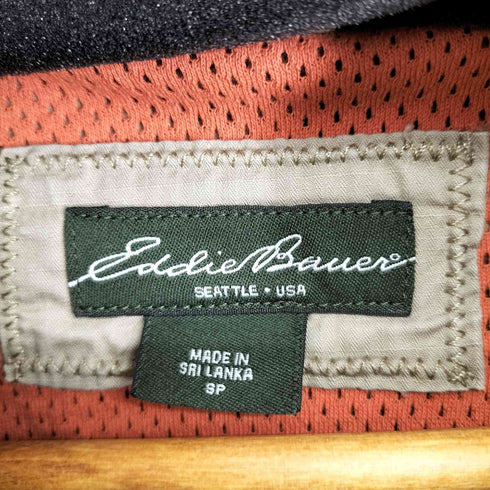 Eddie Bauer
SEATTLE • USA
MADE IN
SRI LANKA
SP